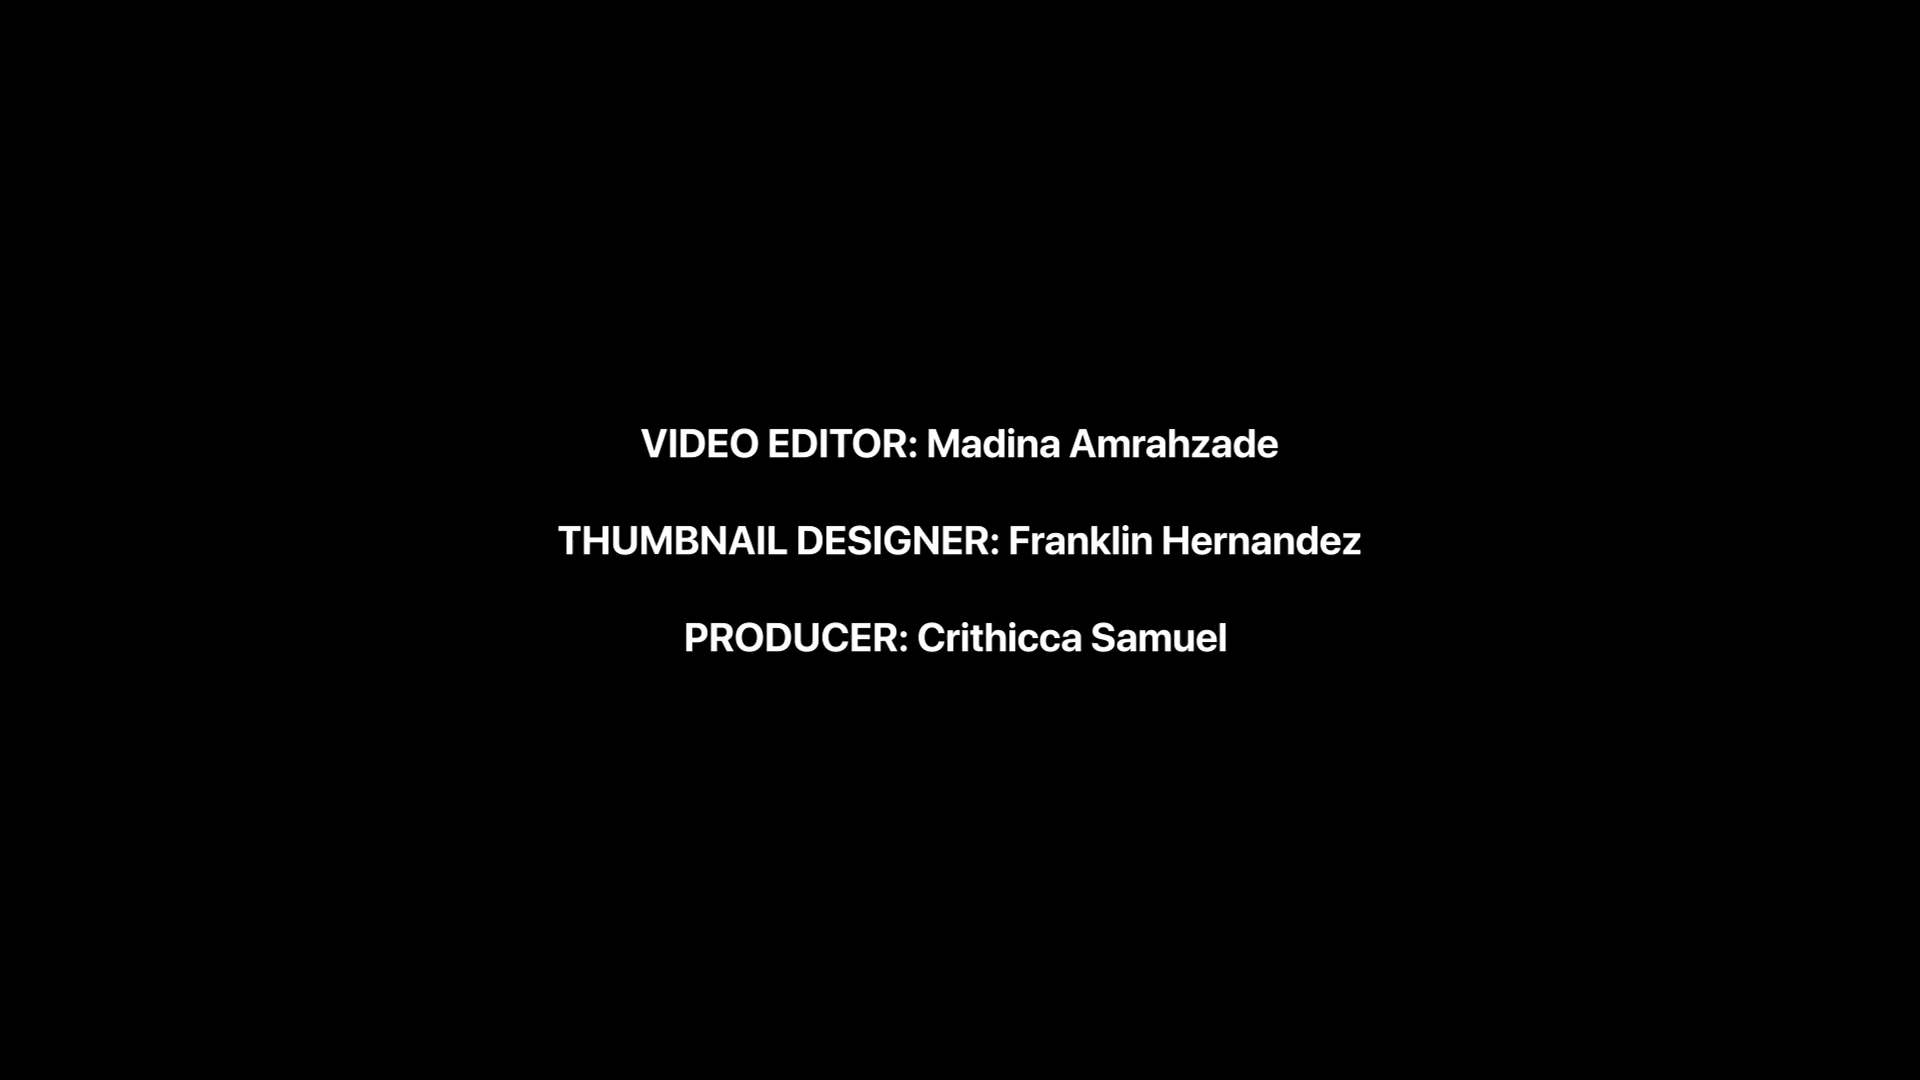 VIDEO EDITOR: Madina Amrahzade
THUMBNAIL DESIGNER: Franklin Hernandez
PRODUCER: Crithicca Samuel